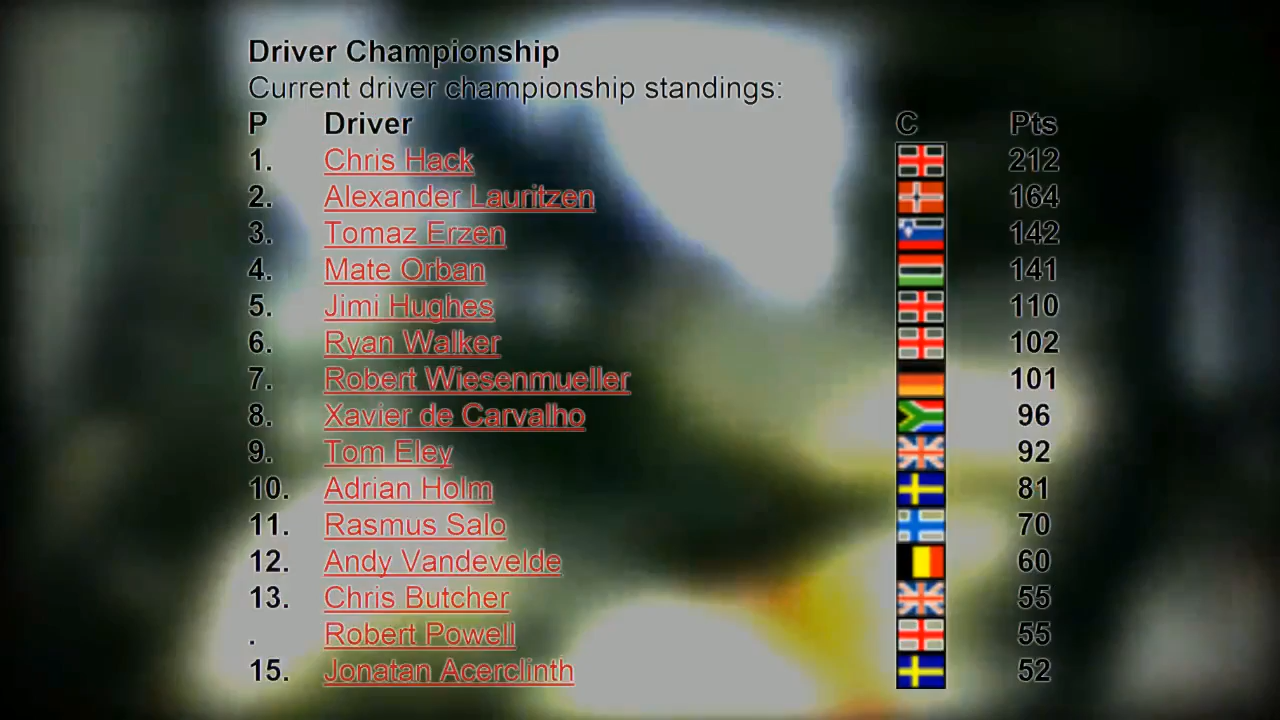 Driver Championship
Current driver championship standings:
P Driver C Pts
1. Chris Hack 212
2. Alexander Lauritzen 164
3. Tomaz Erzen 142
4. Mate Orban 141
5. Jimi Hughes 110
6. Ryan Walker 102
7. Robert Wiesenmueller 101
8. Xavier de Carvalho 96
9. Tom Eley 92
10. Adrian Holm 81
11. Rasmus Salo 70
12. Andy Vandevelde 60
13. Chris Butcher 55
. Robert Powell 55
15. Jonatan Acerclinth 52